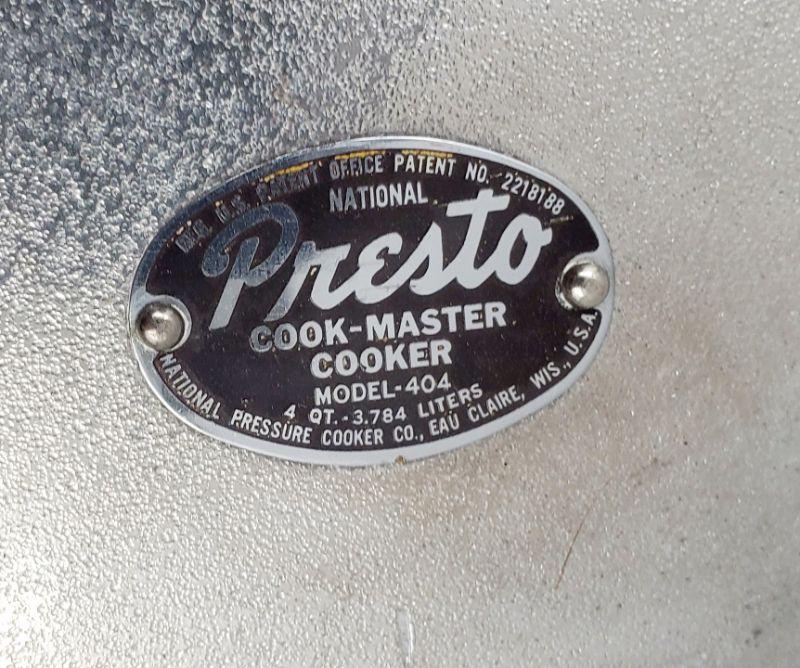 REG. U.S. PATENT OFFICE PATENT NO. 2218188
NATIONAL
Presto
COOK-MASTER
COOKER
MODEL-404
4 QT.-3.784 LITERS
NATIONAL PRESSURE COOKER CO., EAU CLAIRE, WIS., U.S.A.